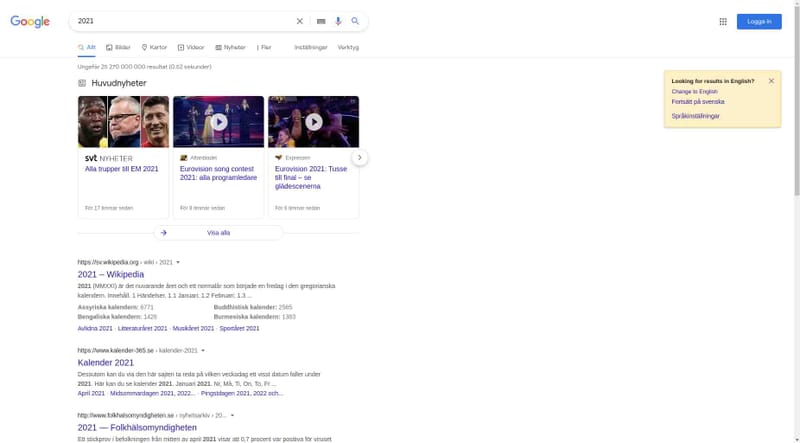 Google
2021
Logga in
Allt
Bilder
Kartor
Videor
Nyheter
Fler
Inställningar
Verktyg
Ungefär 25 270 000 000 resultat (0,62 sekunder)
Looking for results in English?
Change to English
Fortsätt på svenska
Språkinställningar
Huvudnyheter
svt NYHETER
Alla trupper till EM 2021
För 17 timmar sedan
Aftonbladet
Eurovision song contest
2021: alla programledare
För 8 timmar sedan
Expressen
Eurovision 2021: Tusse
till final – se
glädjescenerna
För 6 timmar sedan
Visa alla
https://sv.wikipedia.org › wiki › 2021
2021 – Wikipedia
2021 (MMXXI) är det nuvarande året och ett normalår som började en fredag i den gregorianska
kalendern. Innehåll. 1 Händelser. 1.1 Januari; 1.2 Februari; 1.3 ...
Assyriska kalendern: 6771
Buddhistisk kalender: 2565
Bengaliska kalendern: 1428
Burmesiska kalender: 1383
Avlidna 2021 · Litteraturåret 2021 · Musikåret 2021 · Sportåret 2021
https://www.kalender-365.se › kalender-2021
Kalender 2021
Dessutom kan du via den här sajten ta reda på vilken veckodag ett visst datum faller under
2021. Här kan du se kalender 2021. Januari 2021. Nr, Må, Ti, On, To, Fr ...
April 2021 · Midsommardagen 2021, 2022... · Pingstdagen 2021, 2022 och...
http://www.folkhalsomyndigheten.se › nyhetsarkiv › 20...
2021 — Folkhälsomyndigheten
Ett stickprov i befolkningen från mitten av april 2021 visar att 0,7 procent var positiva för viruset